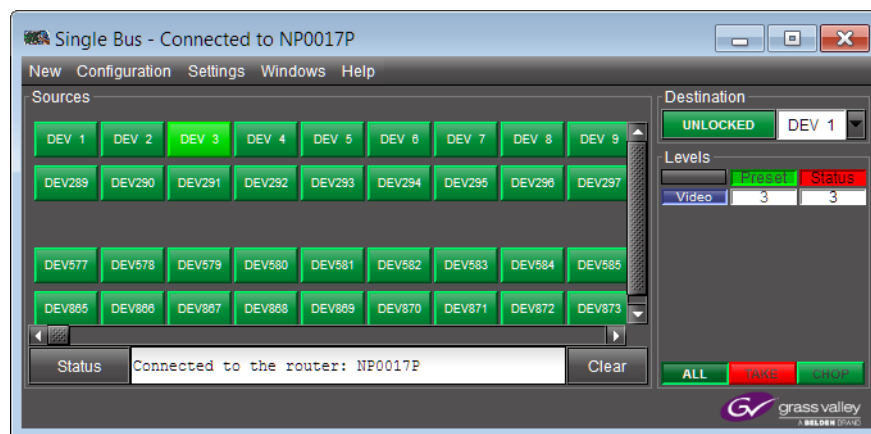 Single Bus - Connected to NP0017P
New Configuration Settings Windows Help
Sources
DEV 1 DEV 2 DEV 3 DEV 4 DEV 5 DEV 6 DEV 7 DEV 8 DEV 9
DEV289 DEV290 DEV291 DEV292 DEV293 DEV294 DEV295 DEV296 DEV297
DEV577 DEV578 DEV579 DEV580 DEV581 DEV582 DEV583 DEV584 DEV585
DEV865 DEV866 DEV867 DEV868 DEV869 DEV870 DEV871 DEV872 DEV873
Status Connected to the router: NP0017P Clear
Destination
UNLOCKED DEV 1
Levels
Preset Status
Video 3 3
ALL TAKE CHOP
GV grass valley
A BELDEN BRAND